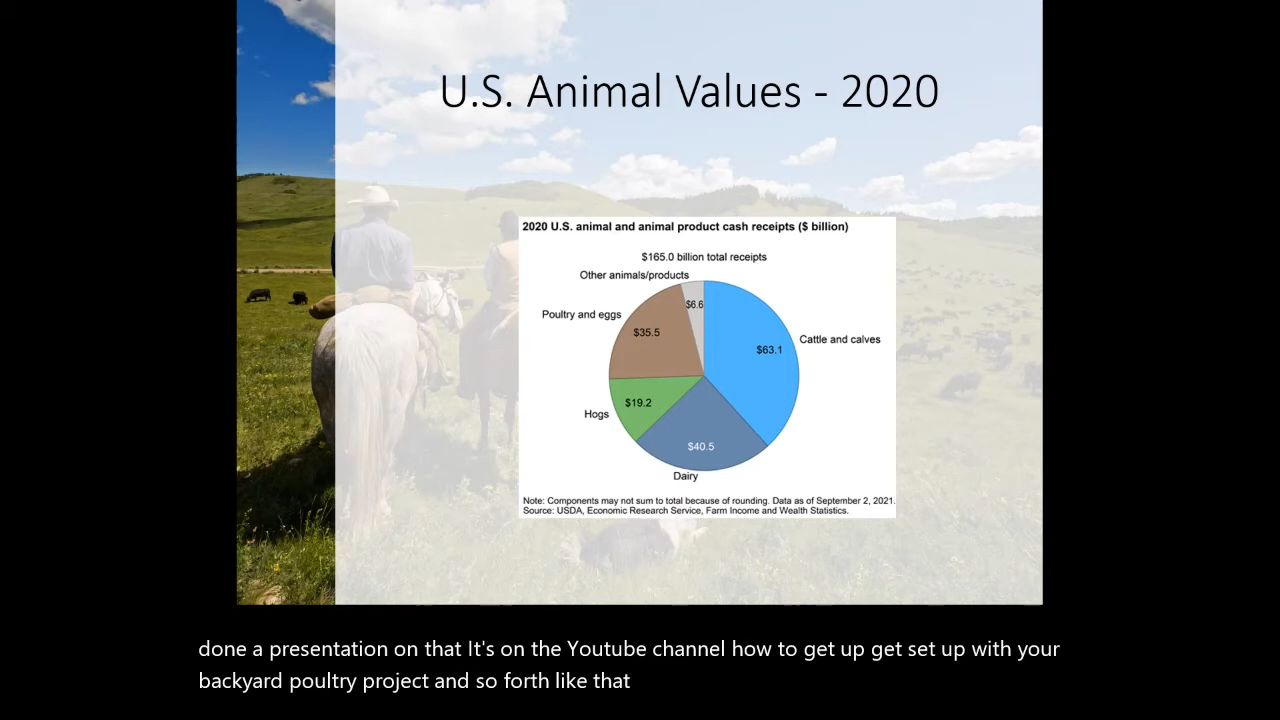 U.S. Animal Values - 2020
2020 U.S. animal and animal product cash receipts ($ billion)
$165.0 billion total receipts
Other animals/products
$6.6
Poultry and eggs
$35.5
Cattle and calves
$63.1
$19.2
Hogs
$40.5
Dairy
Note: Components may not sum to total because of rounding. Data as of September 2, 2021.
Source: USDA, Economic Research Service, Farm Income and Wealth Statistics.
done a presentation on that It's on the Youtube channel how to get up get set up with your
backyard poultry project and so forth like that